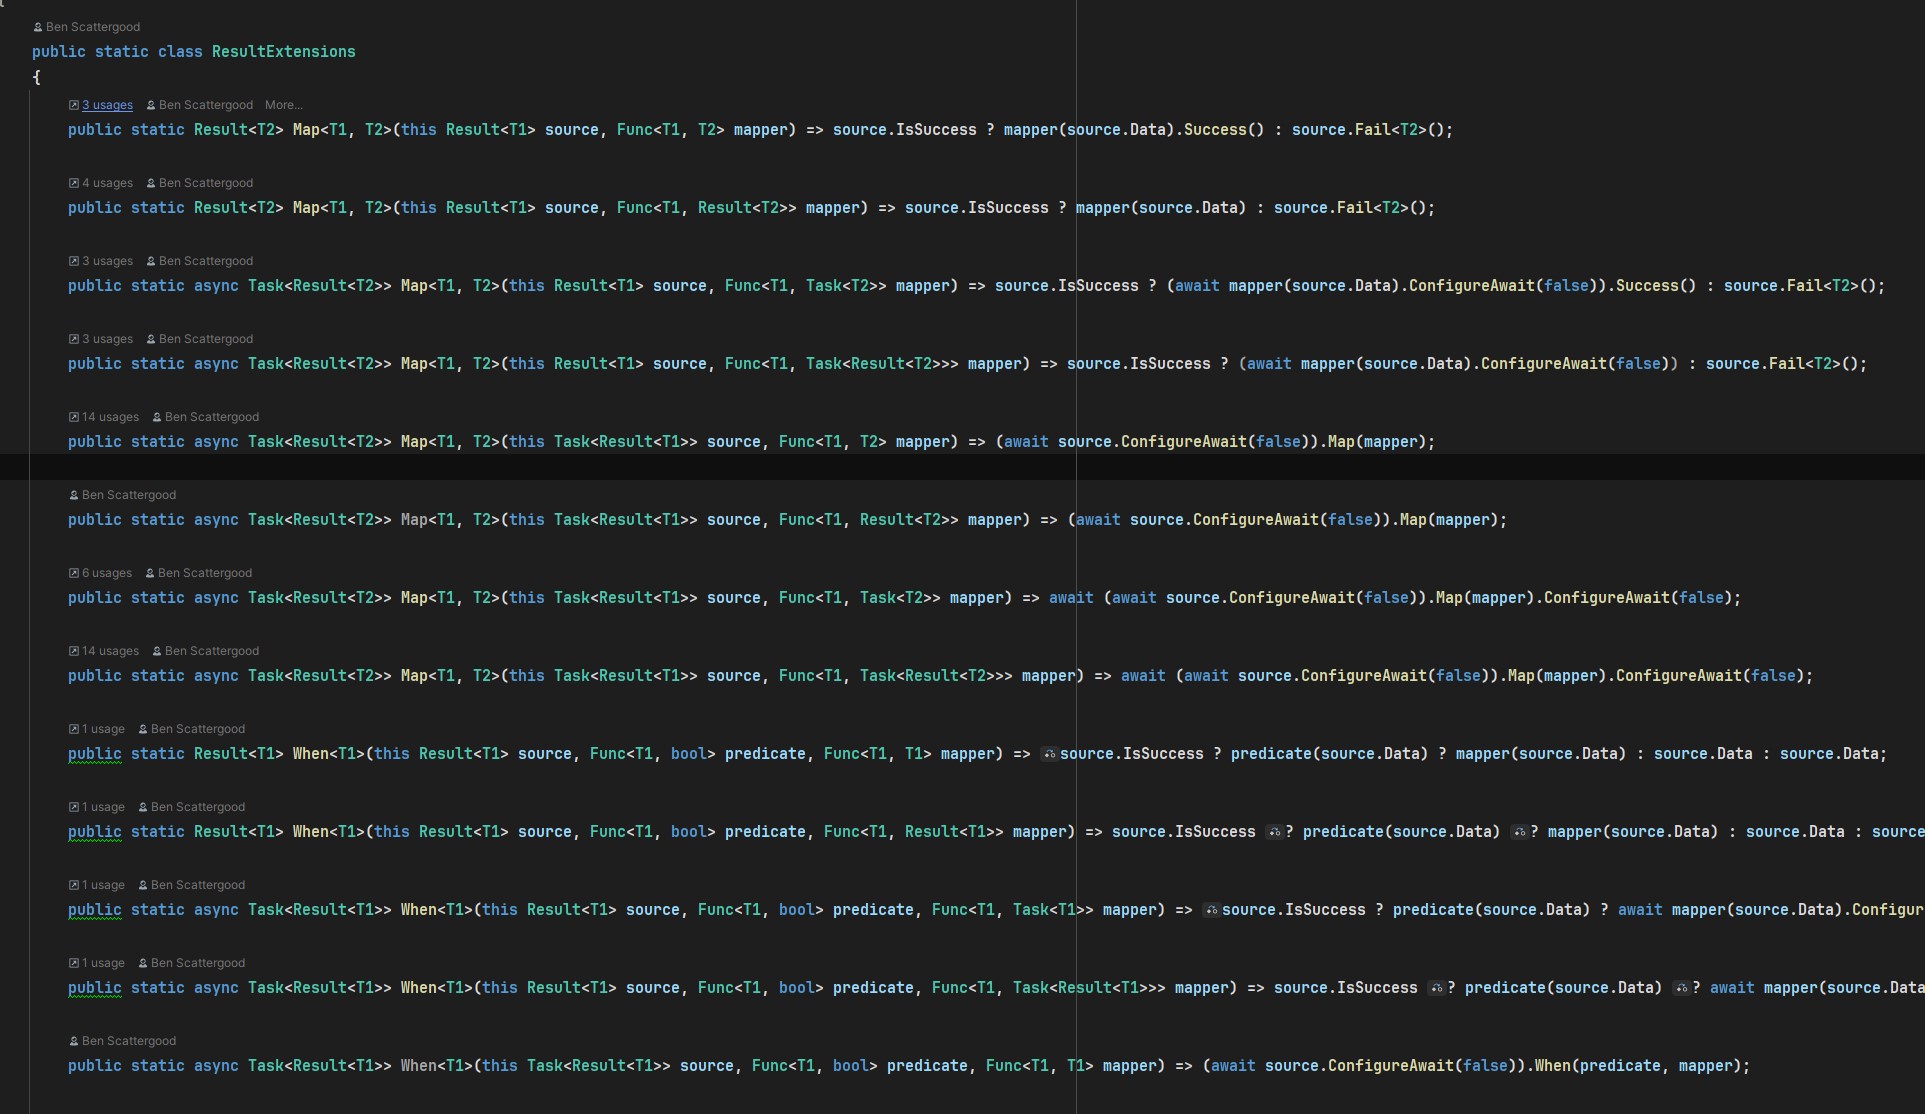 Ben Scattergood
public static class ResultExtensions
{
3 usages Ben Scattergood More...
public static Result<T2> Map<T1, T2>(this Result<T1> source, Func<T1, T2> mapper) => source.IsSuccess ? mapper(source.Data).Success() : source.Fail<T2>();
4 usages Ben Scattergood
public static Result<T2> Map<T1, T2>(this Result<T1> source, Func<T1, Result<T2>> mapper) => source.IsSuccess ? mapper(source.Data) : source.Fail<T2>();
3 usages Ben Scattergood
public static async Task<Result<T2>> Map<T1, T2>(this Result<T1> source, Func<T1, Task<T2>> mapper) => source.IsSuccess ? (await mapper(source.Data).ConfigureAwait(false)).Success() : source.Fail<T2>();
3 usages Ben Scattergood
public static async Task<Result<T2>> Map<T1, T2>(this Result<T1> source, Func<T1, Task<Result<T2>>> mapper) => source.IsSuccess ? (await mapper(source.Data).ConfigureAwait(false)) : source.Fail<T2>();
14 usages Ben Scattergood
public static async Task<Result<T2>> Map<T1, T2>(this Task<Result<T1>> source, Func<T1, T2> mapper) => (await source.ConfigureAwait(false)).Map(mapper);
Ben Scattergood
public static async Task<Result<T2>> Map<T1, T2>(this Task<Result<T1>> source, Func<T1, Result<T2>> mapper) => (await source.ConfigureAwait(false)).Map(mapper);
6 usages Ben Scattergood
public static async Task<Result<T2>> Map<T1, T2>(this Task<Result<T1>> source, Func<T1, Task<T2>> mapper) => await (await source.ConfigureAwait(false)).Map(mapper).ConfigureAwait(false);
14 usages Ben Scattergood
public static async Task<Result<T2>> Map<T1, T2>(this Task<Result<T1>> source, Func<T1, Task<Result<T2>>> mapper) => await (await source.ConfigureAwait(false)).Map(mapper).ConfigureAwait(false);
1 usage Ben Scattergood
public static Result<T1> When<T1>(this Result<T1> source, Func<T1, bool> predicate, Func<T1, T1> mapper) => source.IsSuccess ? predicate(source.Data) ? mapper(source.Data) : source.Data : source.Data;
1 usage Ben Scattergood
public static Result<T1> When<T1>(this Result<T1> source, Func<T1, bool> predicate, Func<T1, Result<T1>> mapper) => source.IsSuccess ? predicate(source.Data) ? mapper(source.Data) : source.Data : source
1 usage Ben Scattergood
public static async Task<Result<T1>> When<T1>(this Result<T1> source, Func<T1, bool> predicate, Func<T1, Task<T1>> mapper) => source.IsSuccess ? predicate(source.Data) ? await mapper(source.Data).Configur
1 usage Ben Scattergood
public static async Task<Result<T1>> When<T1>(this Result<T1> source, Func<T1, bool> predicate, Func<T1, Task<Result<T1>>> mapper) => source.IsSuccess ? predicate(source.Data) ? await mapper(source.Data
Ben Scattergood
public static async Task<Result<T1>> When<T1>(this Task<Result<T1>> source, Func<T1, bool> predicate, Func<T1, T1> mapper) => (await source.ConfigureAwait(false)).When(predicate, mapper);